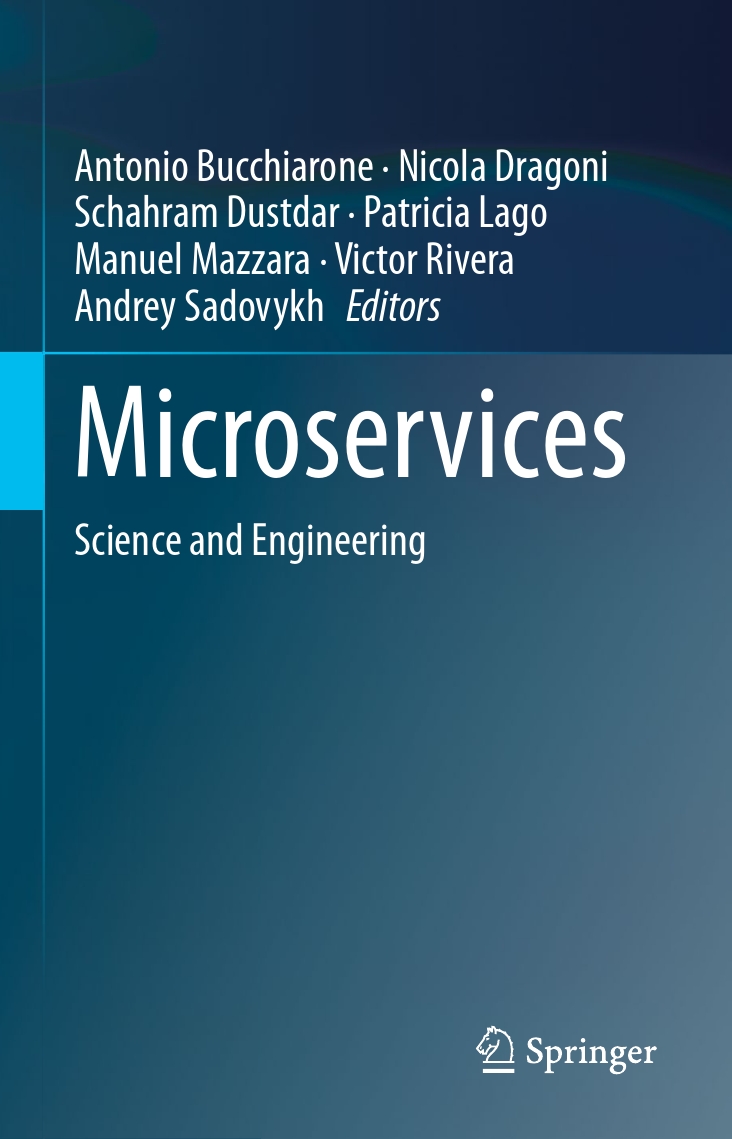 Antonio Bucchiarone · Nicola Dragoni
Schahram Dustdar · Patricia Lago
Manuel Mazzara · Victor Rivera
Andrey Sadovykh Editors
Microservices
Science and Engineering
Springer